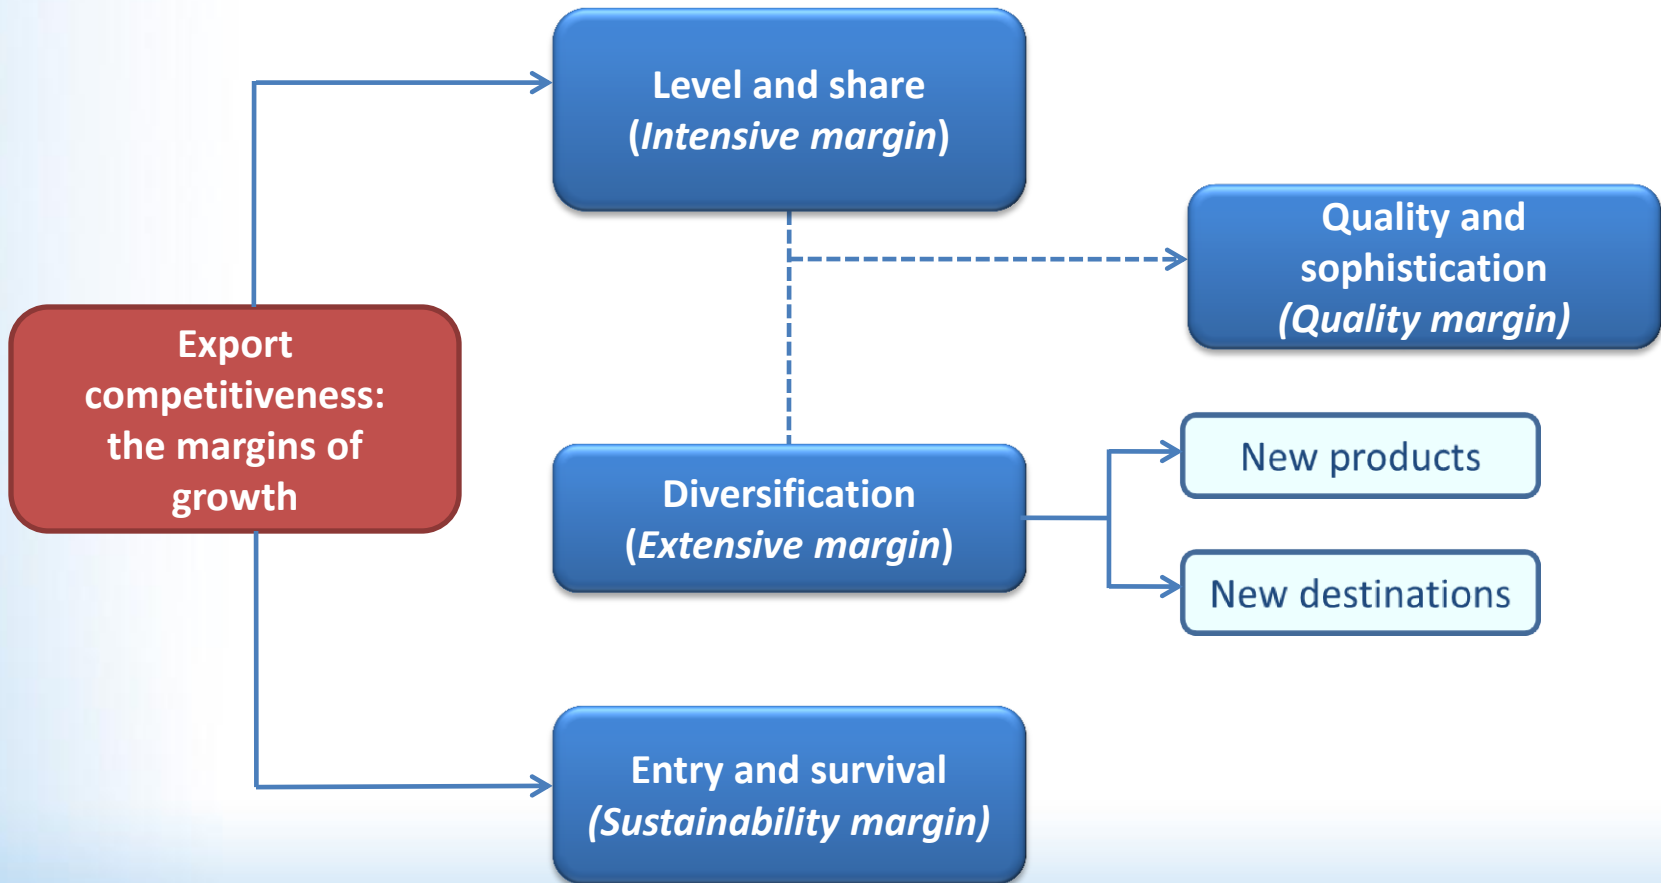 Level and share
(Intensive margin)
Quality and
sophistication
(Quality margin)
Export
competitiveness:
the margins of
growth
New products
Diversification
(Extensive margin)
New destinations
Entry and survival
(Sustainability margin)